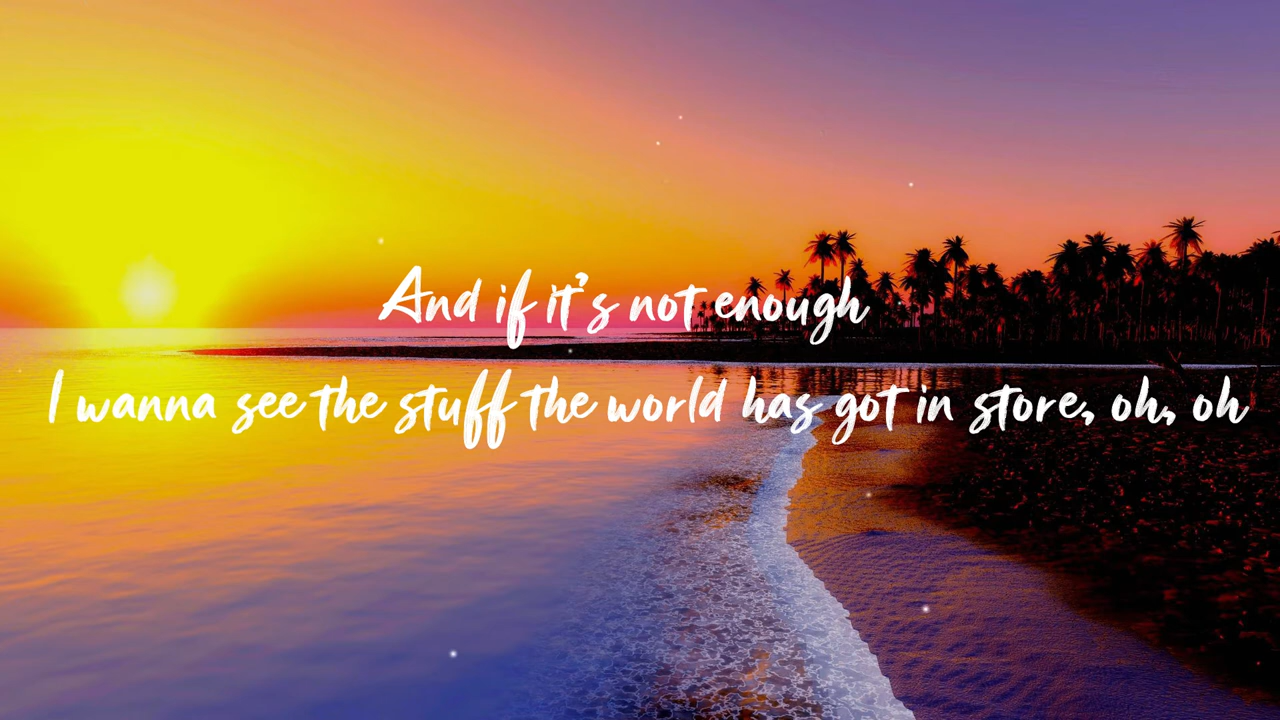 And if it's not enough
I wanna see the stuff the world has got in store, oh, oh